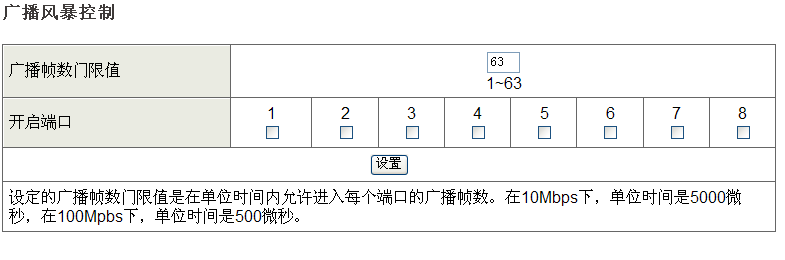 广播风暴控制
广播帧数门限值
63
1~63
开启端口
1 2 3 4 5 6 7 8
设置
设定的广播帧数门限值是在单位时间内允许进入每个端口的广播帧数。在10Mbps下，单位时间是5000微
秒，在100Mpbs下，单位时间是500微秒。